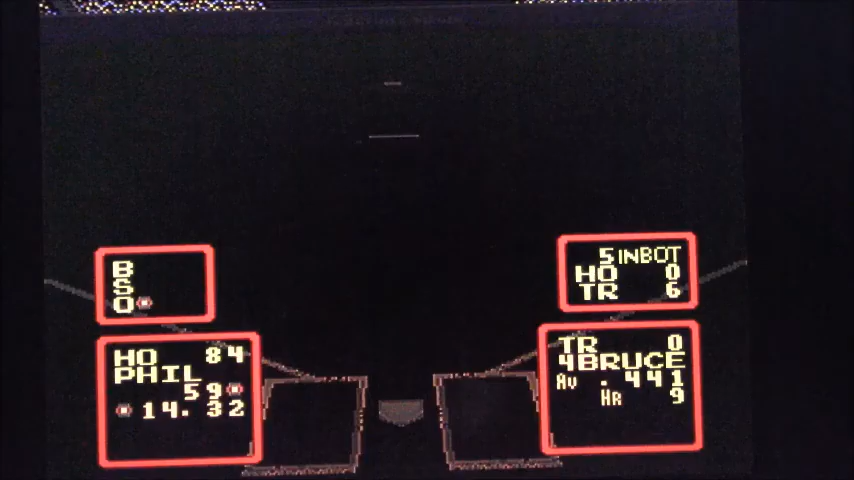 B
S
O
5INBOT
HO 0
TR 6
HO 84
PHIL
59
14.32
TR 0
4BRUCE
Av .441
HR 9